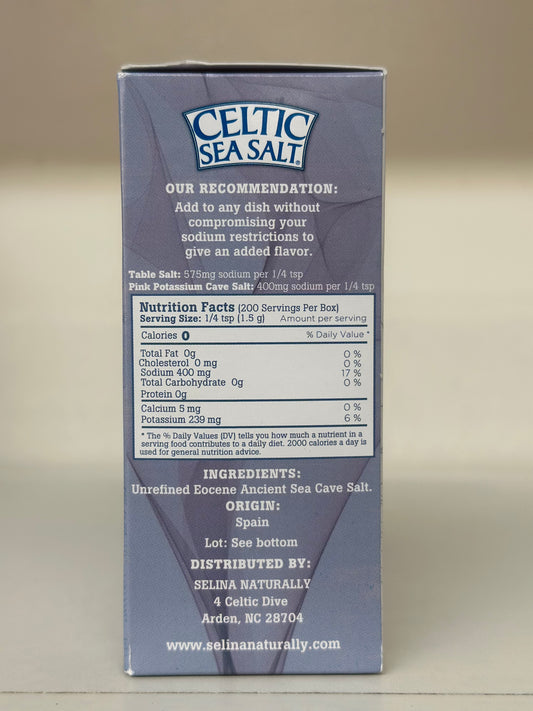 CELTIC
SEA SALT®
OUR RECOMMENDATION:
Add to any dish without
compromising your
sodium restrictions to
give an added flavor.
Table Salt: 575mg sodium per 1/4 tsp
Pink Potassium Cave Salt: 400mg sodium per 1/4 tsp
Nutrition Facts (200 Servings Per Box)
Serving Size: 1/4 tsp (1.5 g) Amount per serving
Calories 0 % Daily Value *
Total Fat 0g 0 %
Cholesterol 0 mg 0 %
Sodium 400 mg 17 %
Total Carbohydrate 0g 0 %
Protein 0g
Calcium 5 mg 0 %
Potassium 239 mg 6 %
* The % Daily Values (DV) tells you how much a nutrient in a
serving food contributes to a daily diet. 2000 calories a day is
used for general nutrition advice.
INGREDIENTS:
Unrefined Eocene Ancient Sea Cave Salt.
ORIGIN:
Spain
Lot: See bottom
DISTRIBUTED BY:
SELINA NATURALLY
4 Celtic Dive
Arden, NC 28704
www.selinanaturally.com